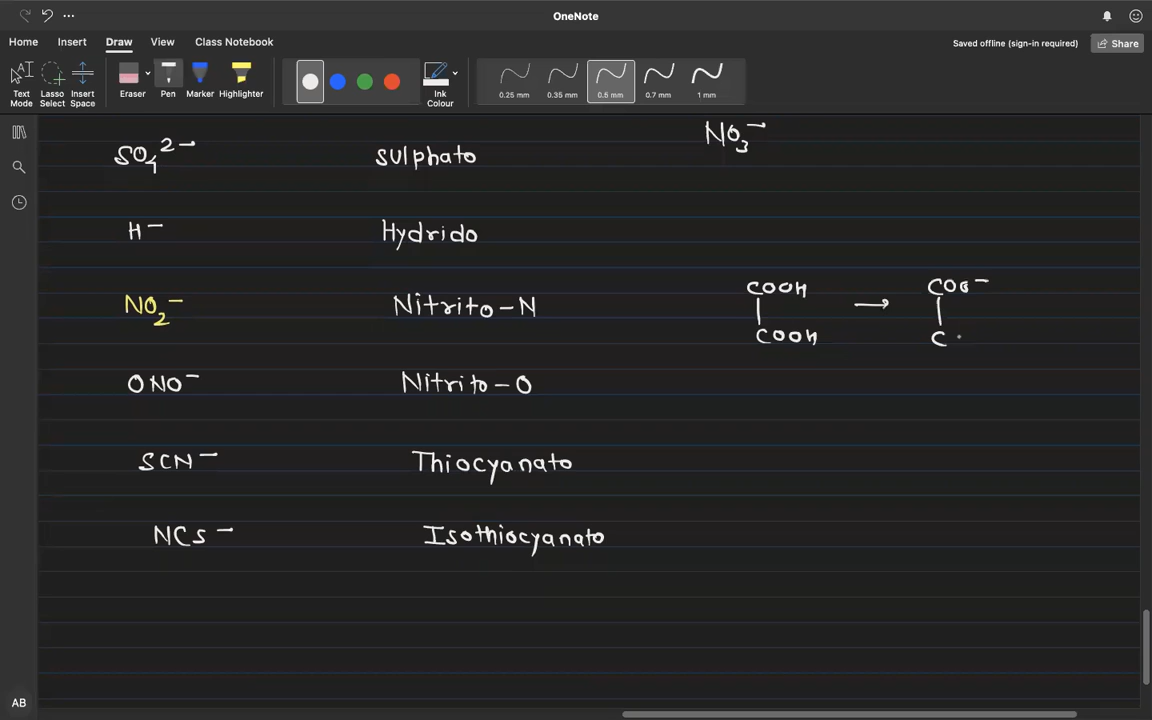 OneNote
Home Insert Draw View Class Notebook
Saved offline (sign-in required) Share
Text Mode
Lasso Select
Insert Space
Eraser
Pen
Marker
Highlighter
Ink Colour
0.25 mm
0.35 mm
0.5 mm
0.7 mm
1 mm
NO₃⁻
SO₄²⁻ Sulphato
H⁻ Hydrido
COOH → COO⁻
NO₂⁻ Nitrito-N
COOH C
ONO⁻ Nitrito-O
SCN⁻ Thiocyanato
NCS⁻ Isothiocyanato
AB